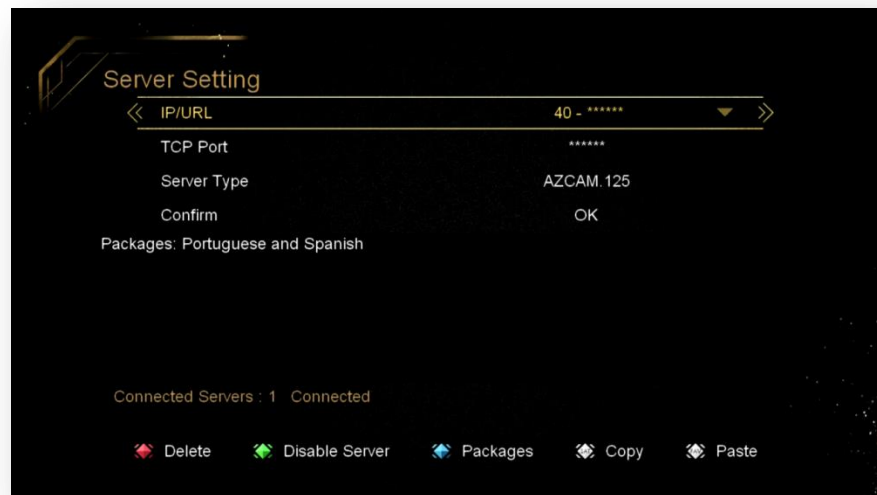 Server Setting
IP/URL 40 - ******
TCP Port ******
Server Type AZCAM.125
Confirm OK
Packages: Portuguese and Spanish
Connected Servers : 1 Connected
Delete Disable Server Packages Copy Paste